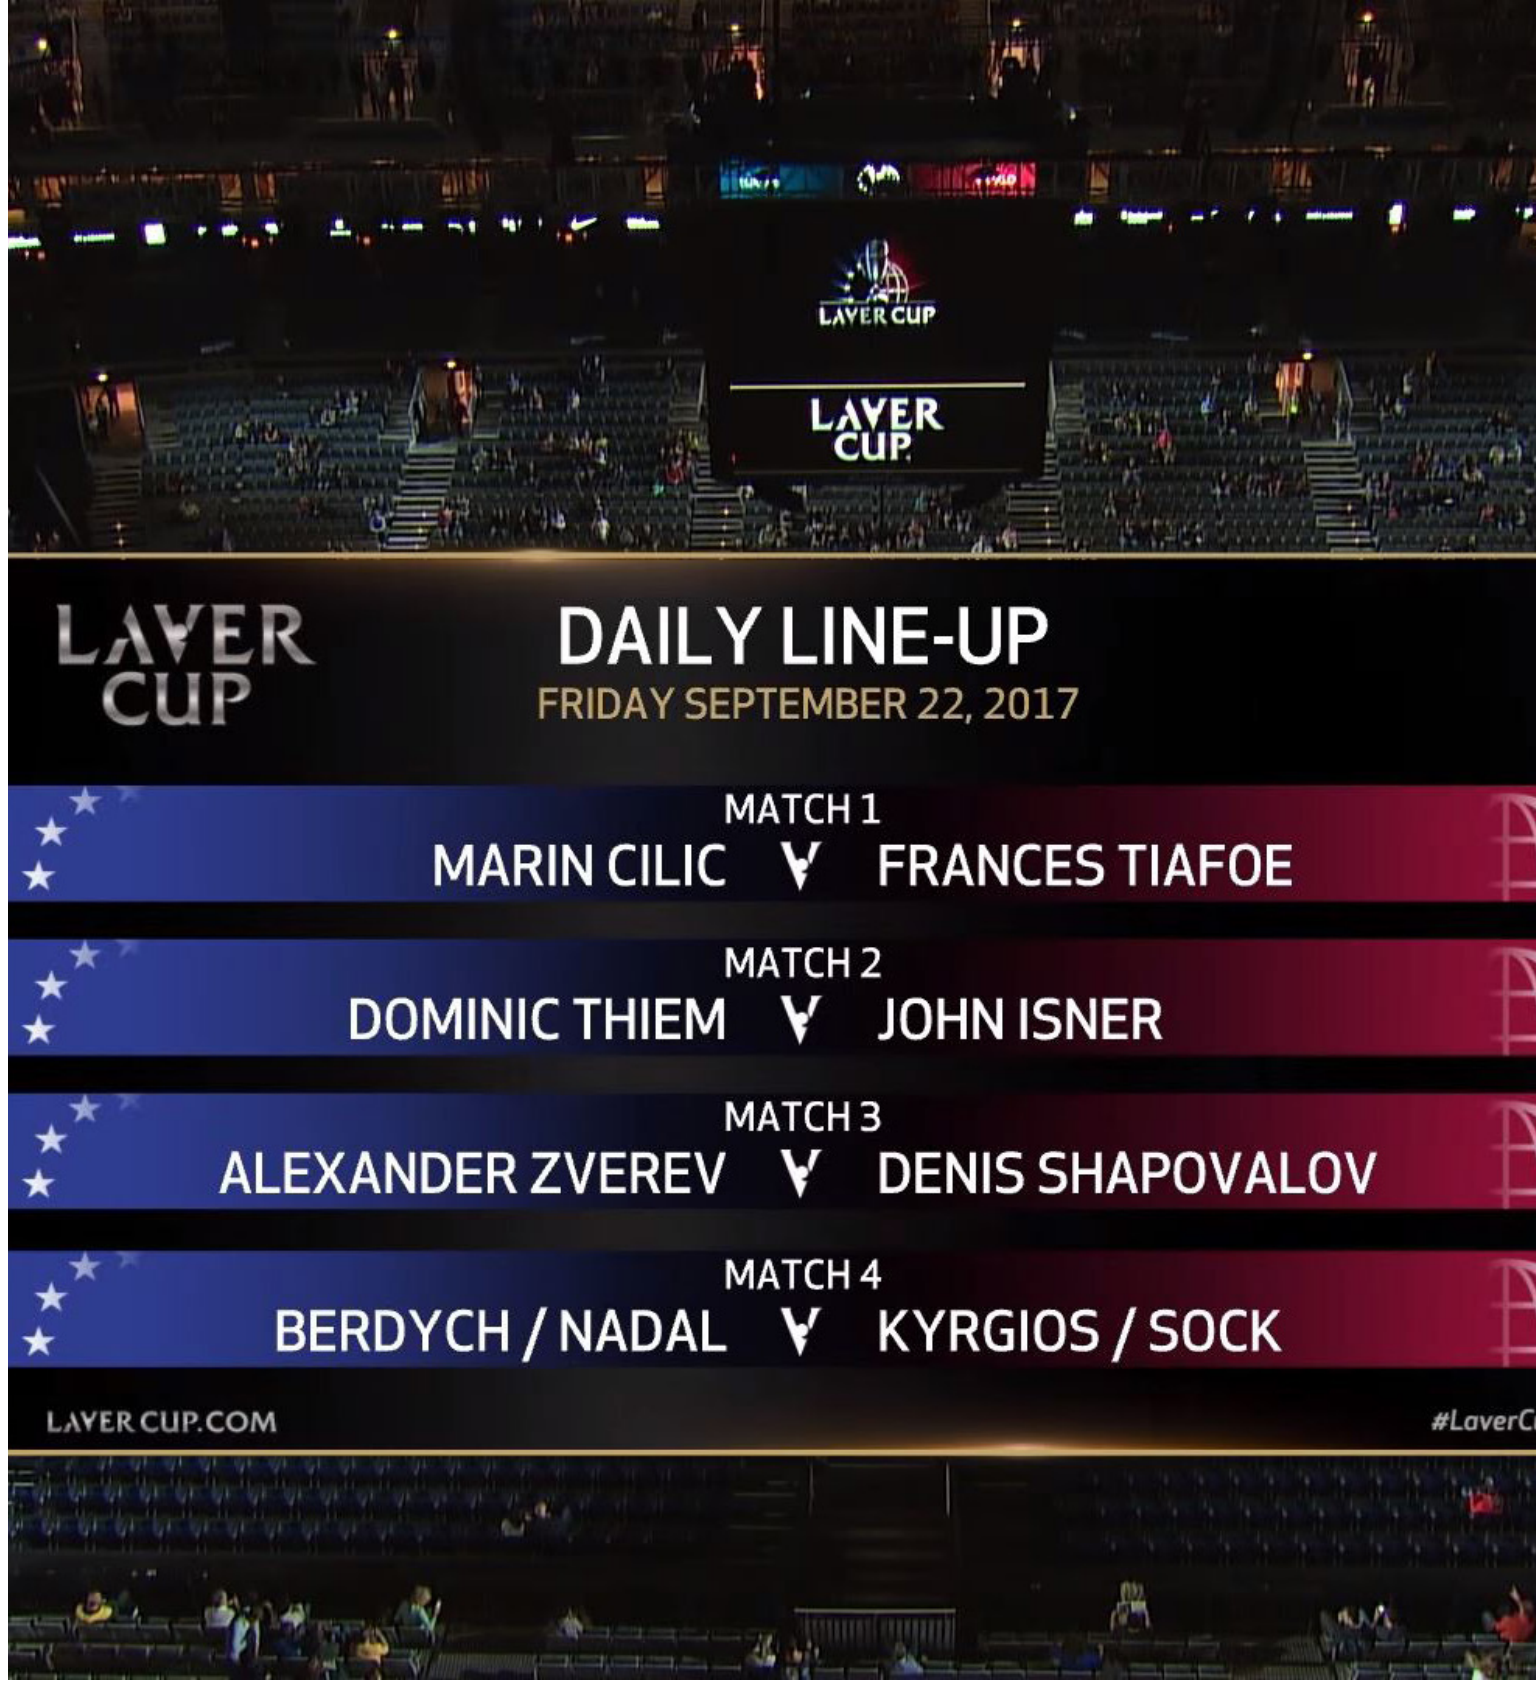 LAVER CUP
LAVER
CUP.
LAVER
CUP
DAILY LINE-UP
FRIDAY SEPTEMBER 22, 2017
MATCH 1
MARIN CILIC V FRANCES TIAFOE
MATCH 2
DOMINIC THIEM V JOHN ISNER
MATCH 3
ALEXANDER ZVEREV V DENIS SHAPOVALOV
MATCH 4
BERDYCH / NADAL V KYRGIOS / SOCK
LAVER CUP.COM
#LaverC